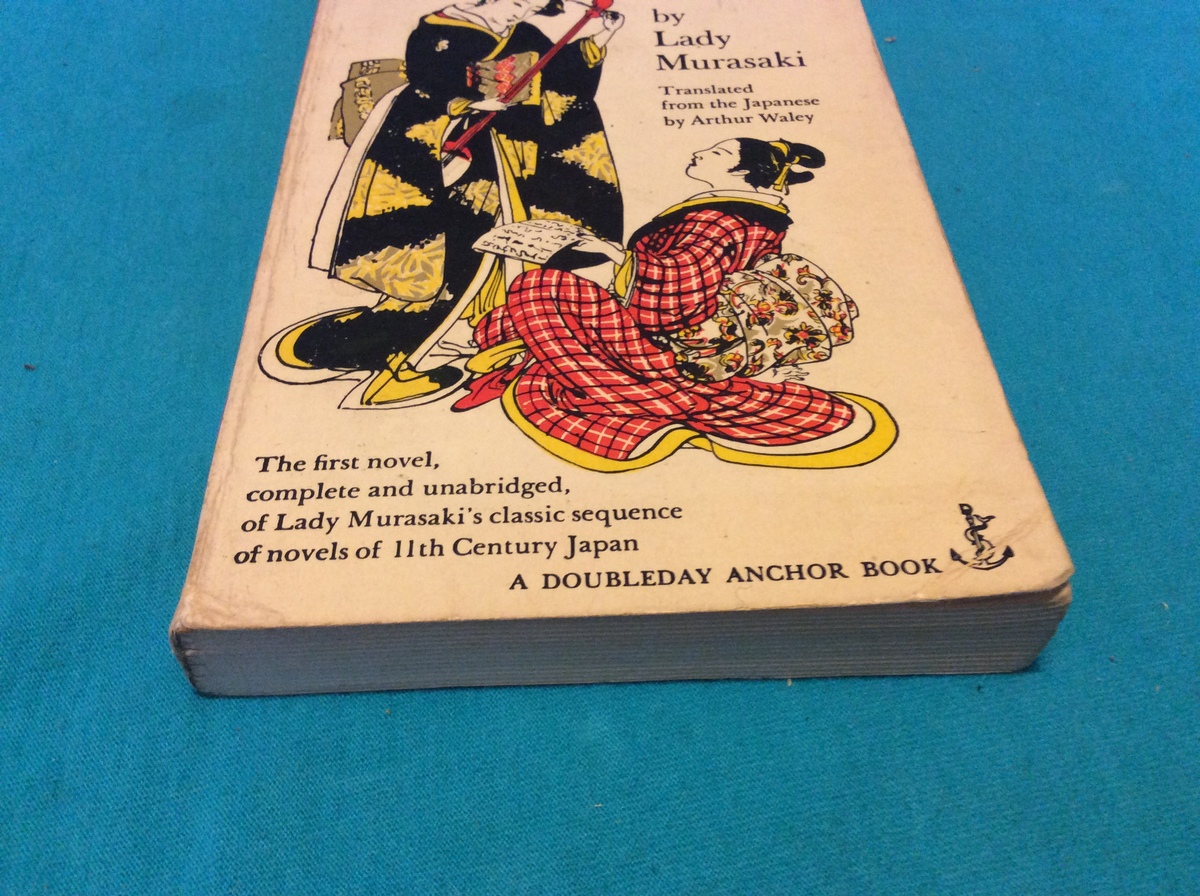 by
Lady
Murasaki
Translated
from the Japanese
by Arthur Waley
The first novel,
complete and unabridged,
of Lady Murasaki's classic sequence
of novels of 11th Century Japan
A DOUBLEDAY ANCHOR BOOK